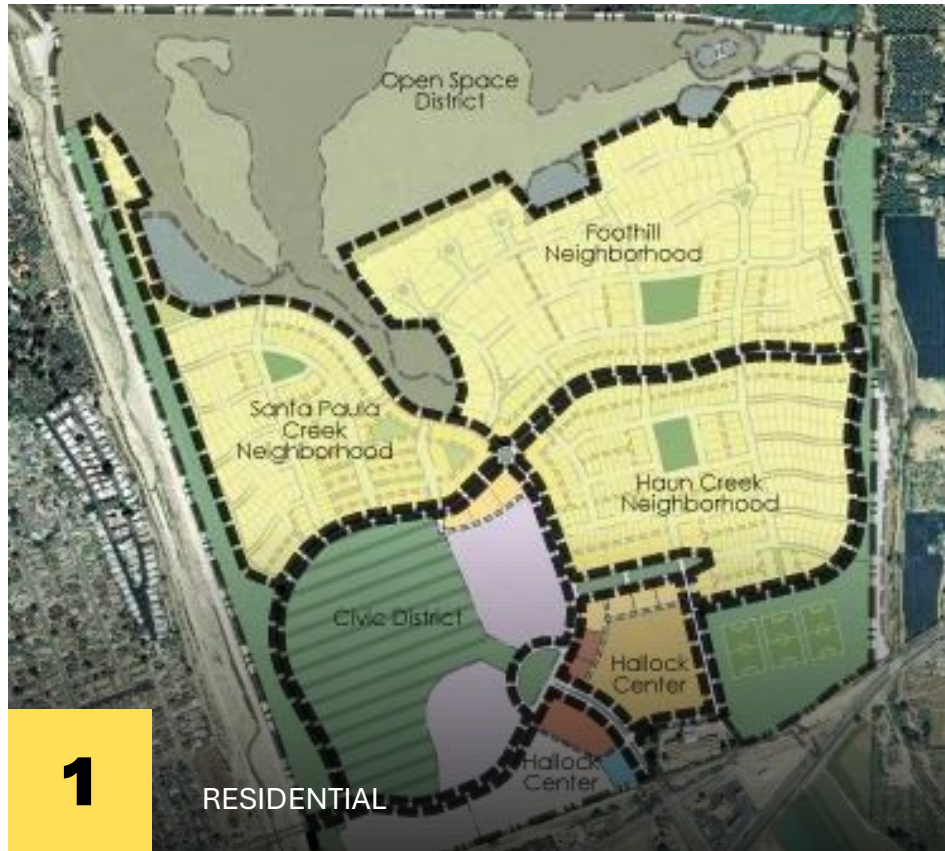 Open Space
District
Foothill
Neighborhood
Santa Paula
Creek
Neighborhood
Haun Creek
Neighborhood
Civic District
Hallock
Center
Hallock
Center
1
RESIDENTIAL